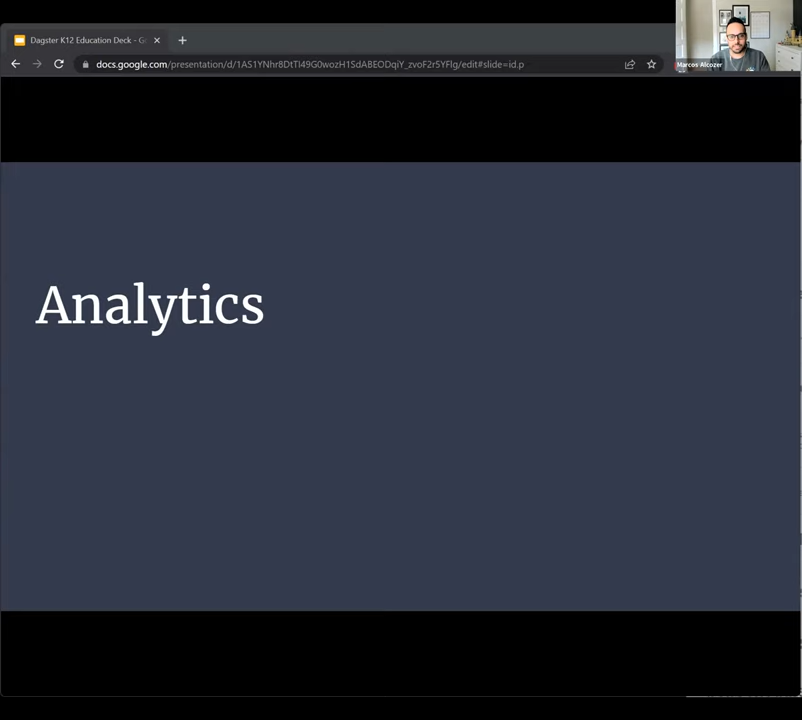 Dagster K12 Education Deck - G
docs.google.com/presentation/d/1AS1YNhr8DtTl49G0wozH1SdABEODqiY_zvoF2r5YFlg/edit#slide=id.p
Marcos Alcozer
Analytics